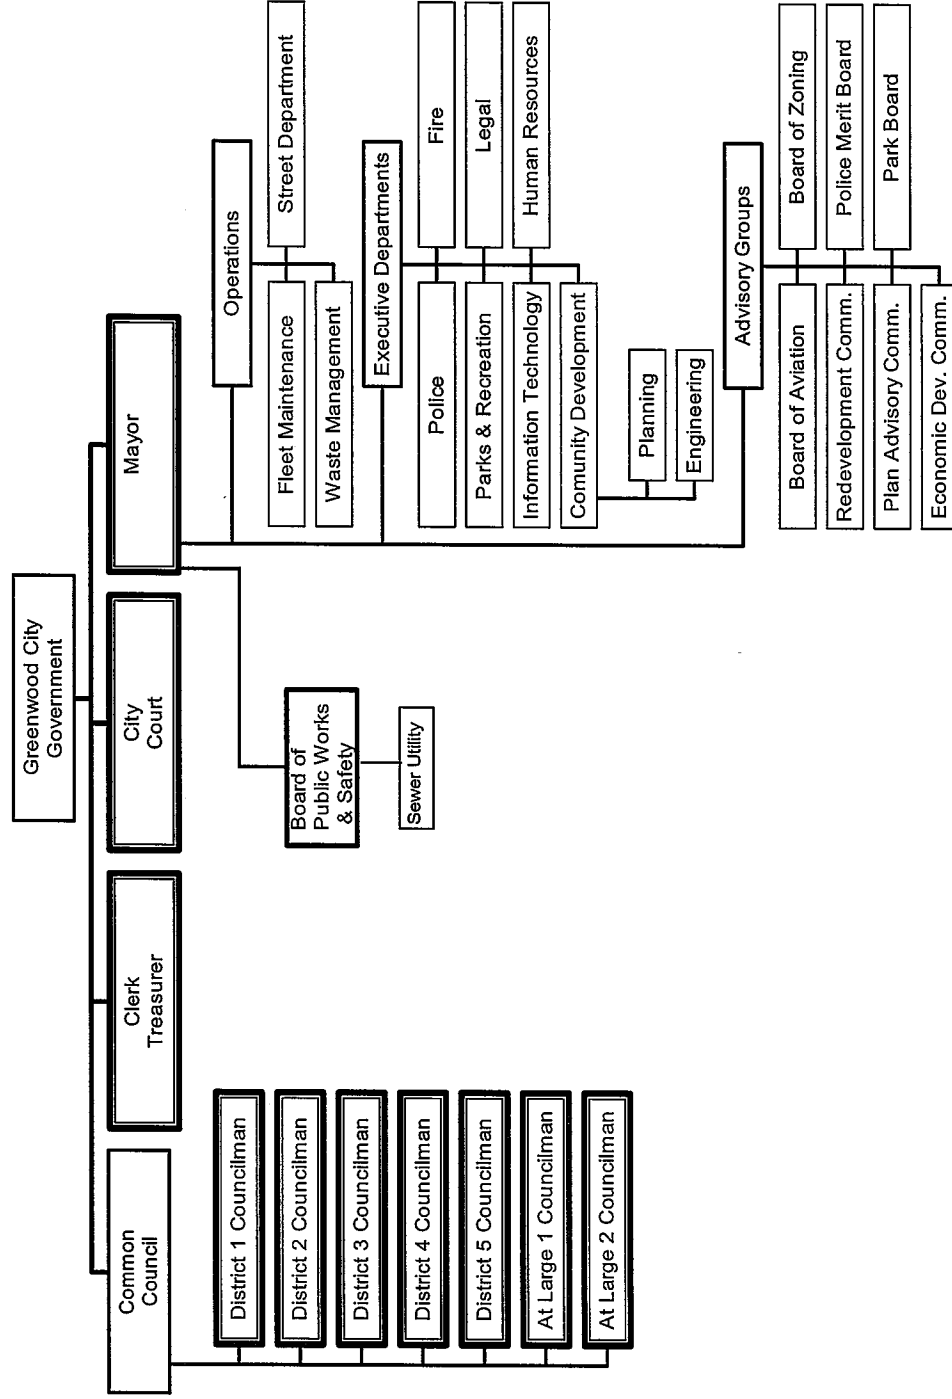 Greenwood City
Government
Common
Council
Clerk
Treasurer
City
Court
Mayor
District 1 Councilman
District 2 Councilman
District 3 Councilman
District 4 Councilman
District 5 Councilman
At Large 1 Councilman
At Large 2 Councilman
Board of
Public Works
& Safety
Sewer Utility
Operations
Fleet Maintenance
Street Department
Waste Management
Executive Departments
Police
Fire
Parks & Recreation
Legal
Information Technology
Human Resources
Comunity Development
Planning
Engineering
Advisory Groups
Board of Aviation
Board of Zoning
Redevelopment Comm.
Police Merit Board
Plan Advisory Comm.
Park Board
Economic Dev. Comm.